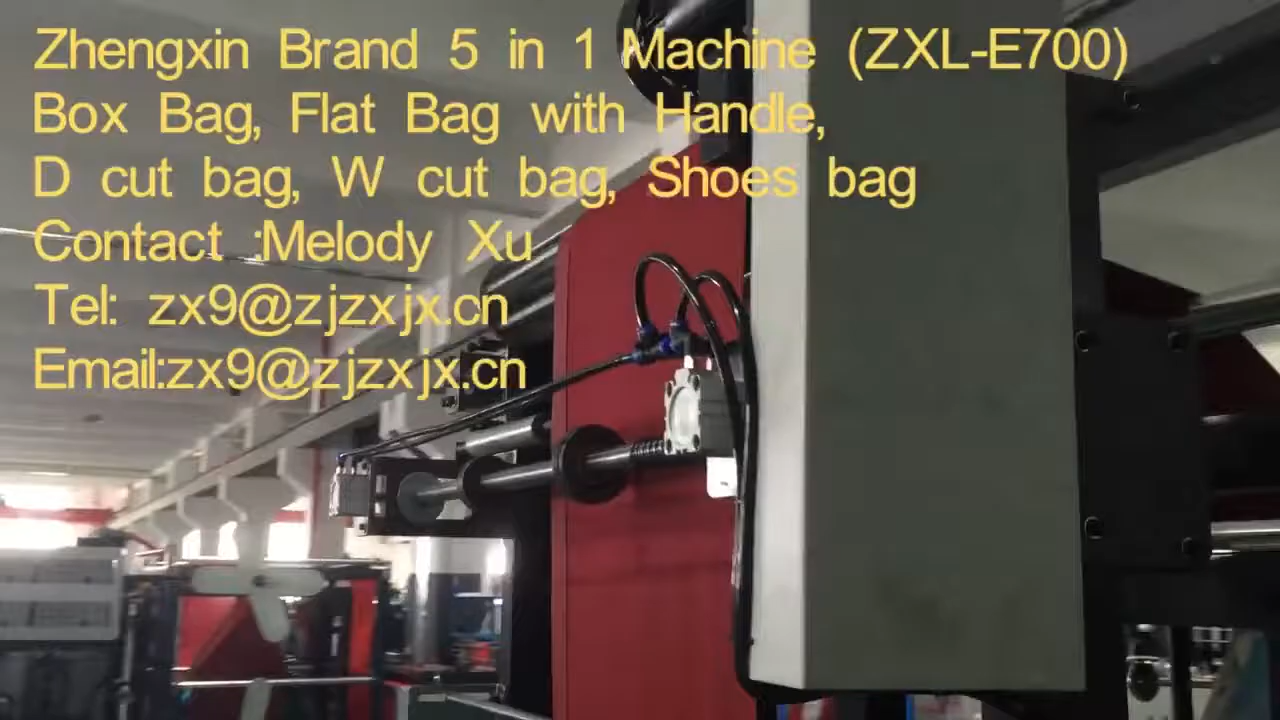 Zhengxin Brand 5 in 1 Machine (ZXL-E700)
Box Bag, Flat Bag with Handle,
D cut bag, W cut bag, Shoes bag
Contact :Melody Xu
Tel: zx9@zjzxjx.cn
Email:zx9@zjzxjx.cn